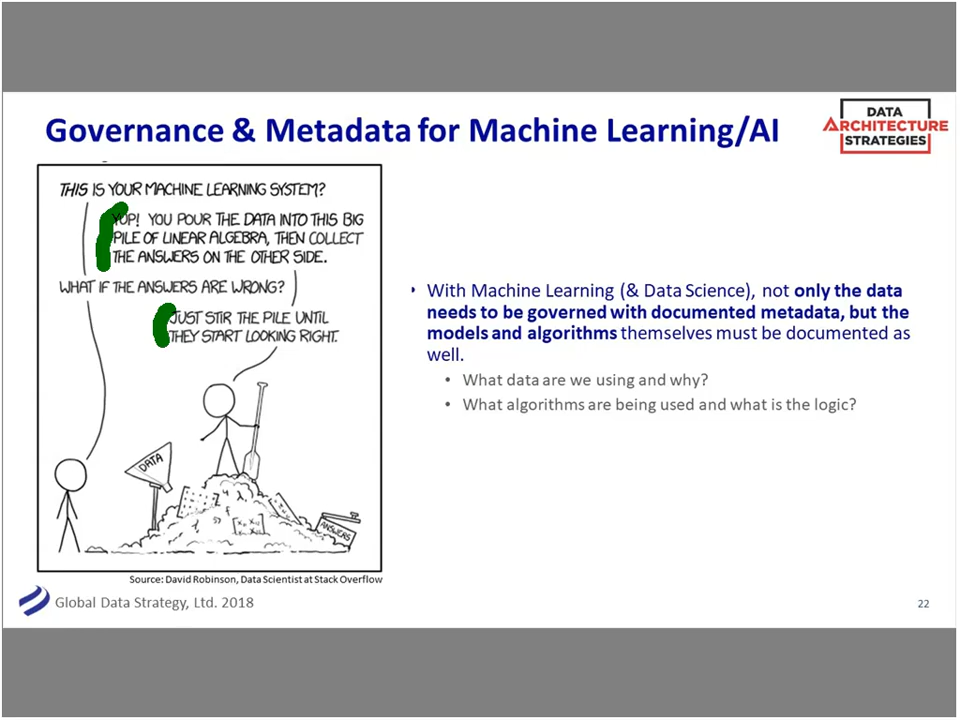 Governance & Metadata for Machine Learning/AI
DATA
ARCHITECTURE
STRATEGIES
THIS IS YOUR MACHINE LEARNING SYSTEM?
YUP! YOU POUR THE DATA INTO THIS BIG
PILE OF LINEAR ALGEBRA, THEN COLLECT
THE ANSWERS ON THE OTHER SIDE.
WHAT IF THE ANSWERS ARE WRONG?
JUST STIR THE PILE UNTIL
THEY START LOOKING RIGHT.
DATA
ANSWERS
Source: David Robinson, Data Scientist at Stack Overflow
• With Machine Learning (& Data Science), not only the data
needs to be governed with documented metadata, but the
models and algorithms themselves must be documented as
well.
• What data are we using and why?
• What algorithms are being used and what is the logic?
Global Data Strategy, Ltd. 2018
22